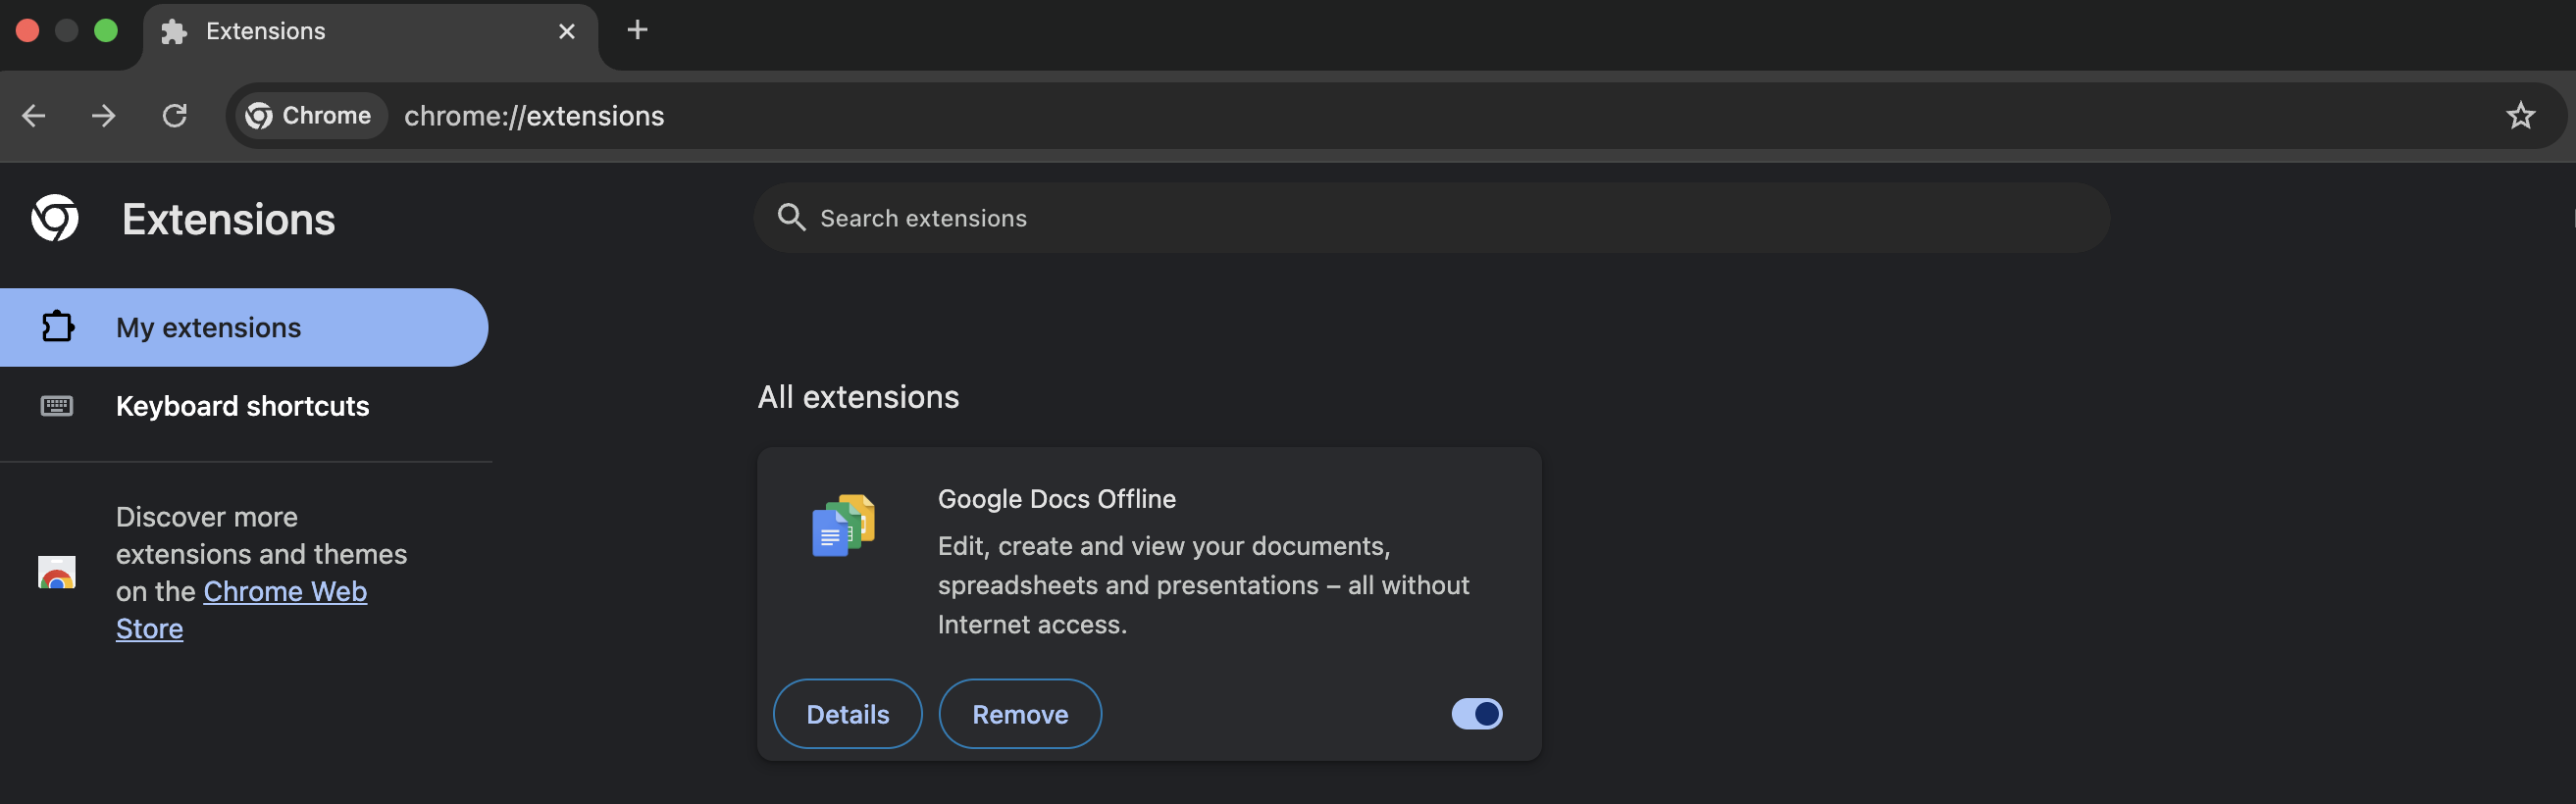 Extensions
Chrome
chrome://extensions
Extensions
Search extensions
My extensions
Keyboard shortcuts
Discover more
extensions and themes
on the Chrome Web
Store
All extensions
Google Docs Offline
Edit, create and view your documents,
spreadsheets and presentations – all without
Internet access.
Details
Remove